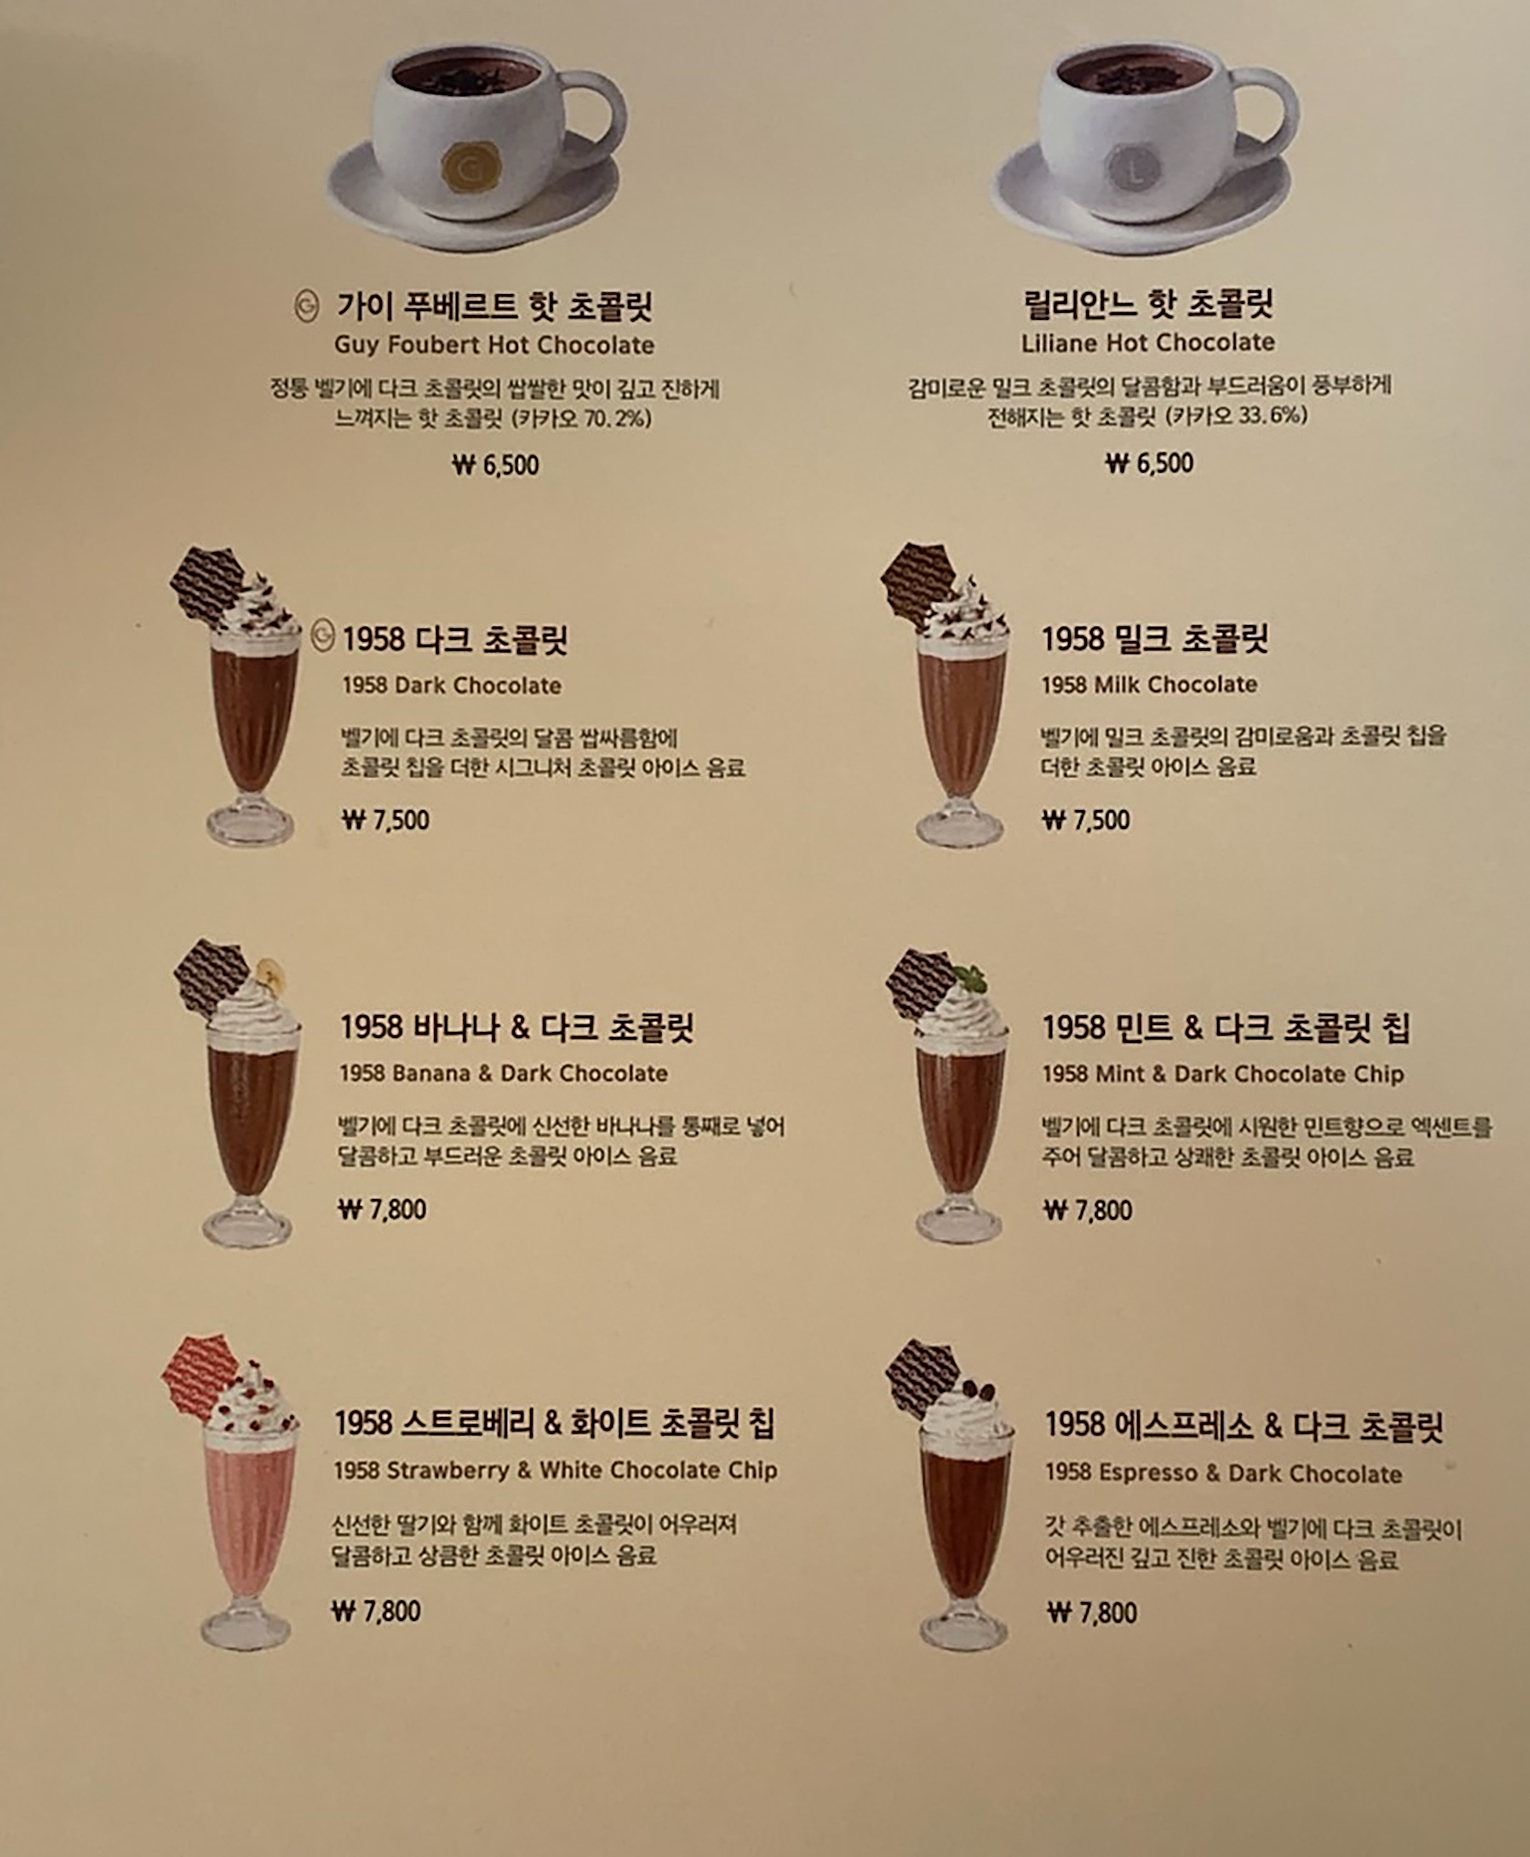 G
L
G 가이 푸베르트 핫 초콜릿
Guy Foubert Hot Chocolate
정통 벨기에 다크 초콜릿의 쌉쌀한 맛이 깊고 진하게
느껴지는 핫 초콜릿 (카카오 70.2%)
₩ 6,500
릴리안느 핫 초콜릿
Liliane Hot Chocolate
감미로운 밀크 초콜릿의 달콤함과 부드러움이 풍부하게
전해지는 핫 초콜릿 (카카오 33.6%)
₩ 6,500
G 1958 다크 초콜릿
1958 Dark Chocolate
벨기에 다크 초콜릿의 달콤 쌉싸름함에
초콜릿 칩을 더한 시그니처 초콜릿 아이스 음료
₩ 7,500
1958 밀크 초콜릿
1958 Milk Chocolate
벨기에 밀크 초콜릿의 감미로움과 초콜릿 칩을
더한 초콜릿 아이스 음료
₩ 7,500
1958 바나나 & 다크 초콜릿
1958 Banana & Dark Chocolate
벨기에 다크 초콜릿에 신선한 바나나를 통째로 넣어
달콤하고 부드러운 초콜릿 아이스 음료
₩ 7,800
1958 민트 & 다크 초콜릿 칩
1958 Mint & Dark Chocolate Chip
벨기에 다크 초콜릿에 시원한 민트향으로 엑센트를
주어 달콤하고 상쾌한 초콜릿 아이스 음료
₩ 7,800
1958 스트로베리 & 화이트 초콜릿 칩
1958 Strawberry & White Chocolate Chip
신선한 딸기와 함께 화이트 초콜릿이 어우러져
달콤하고 상큼한 초콜릿 아이스 음료
₩ 7,800
1958 에스프레소 & 다크 초콜릿
1958 Espresso & Dark Chocolate
갓 추출한 에스프레소와 벨기에 다크 초콜릿이
어우러진 깊고 진한 초콜릿 아이스 음료
₩ 7,800